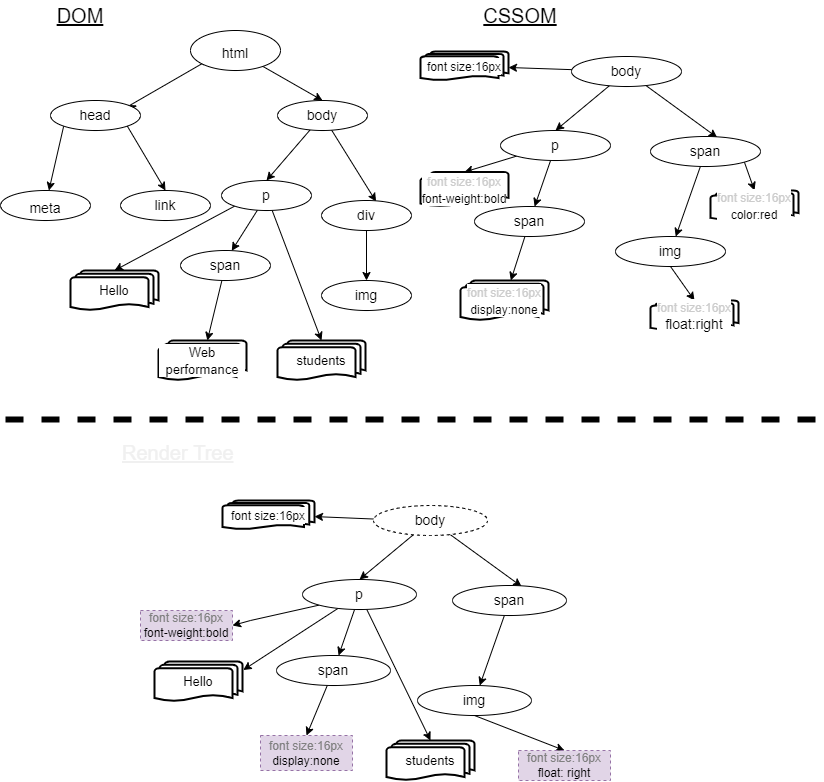 DOM
CSSOM
html
font size:16px
body
head
body
p
span
meta
link
p
div
font size:16px
font-weight:bold
font size:16px
color:red
span
span
img
Hello
img
font size:16px
display:none
font size:16px
float:right
Web
performance
students
Render Tree
font size:16px
body
p
span
font size:16px
font-weight:bold
Hello
span
img
font size:16px
display:none
students
font size:16px
float: right